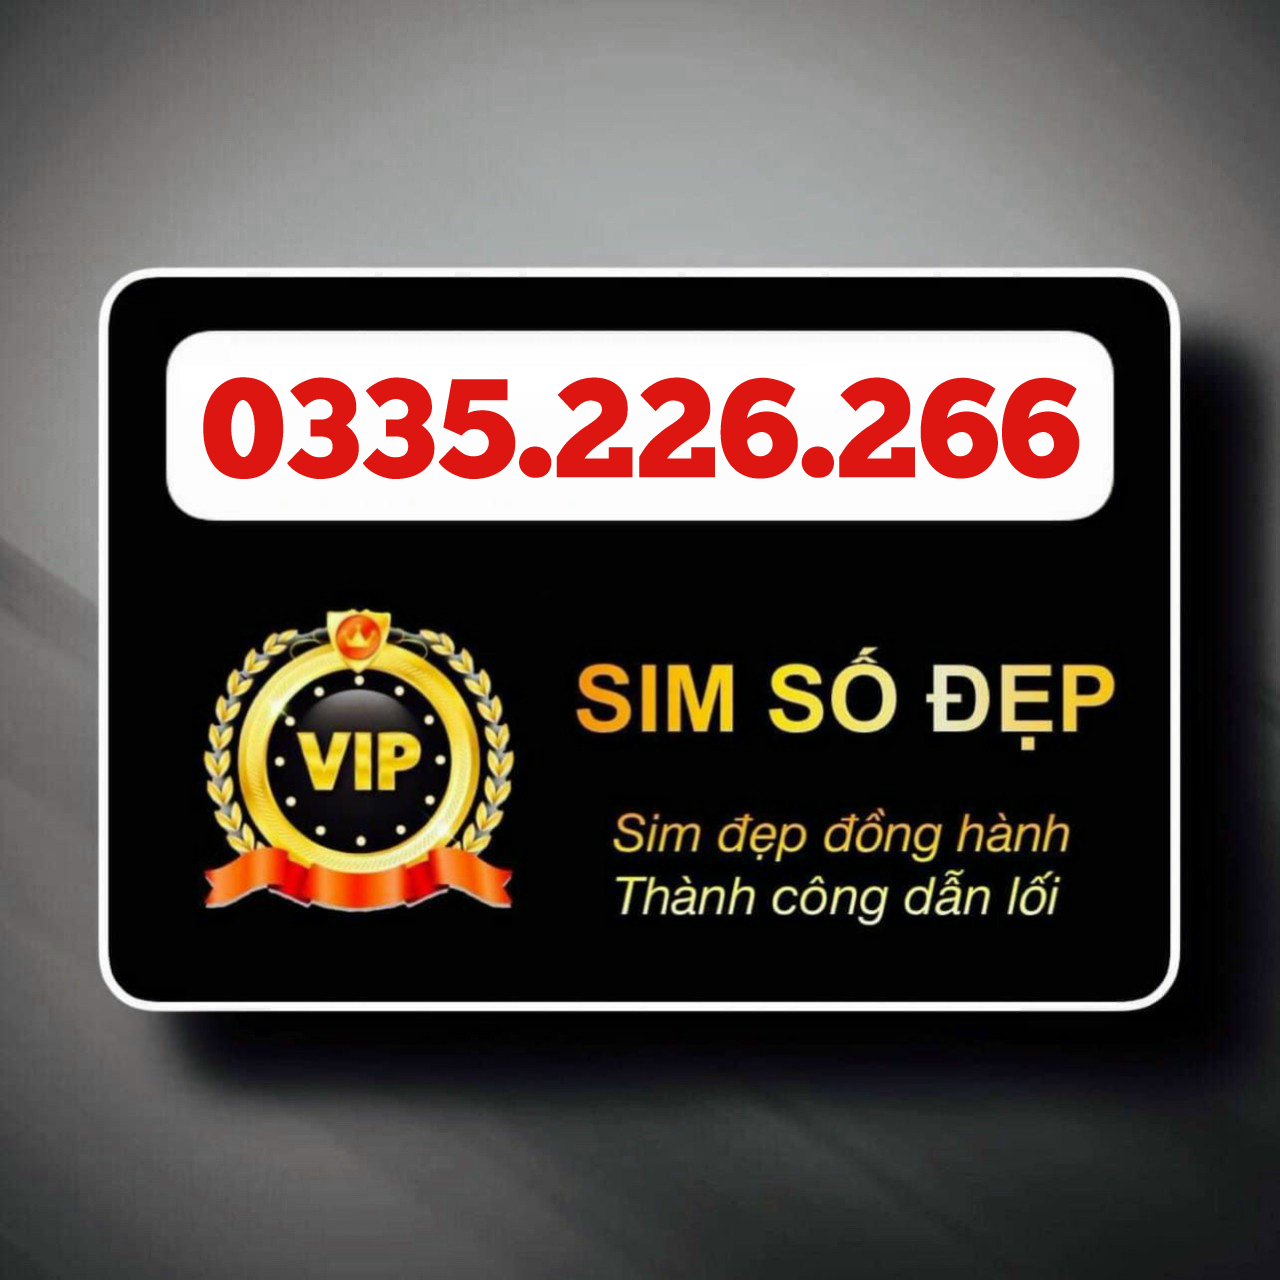 0335.226.266
VIP
SIM SỐ ĐẸP
Sim đẹp đồng hành
Thành công dẫn lối